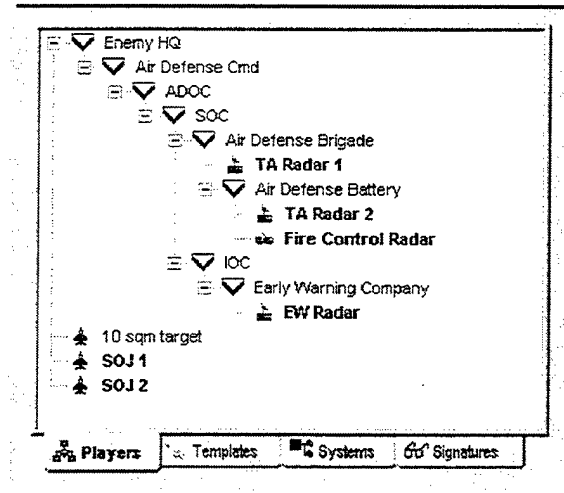 Enemy HQ
Air Defense Cmd
ADOC
SOC
Air Defense Brigade
TA Radar 1
Air Defense Battery
TA Radar 2
Fire Control Radar
IOC
Early Warning Company
EW Radar
10 sqm target
SOJ 1
SOJ 2
Players Templates Systems Signatures